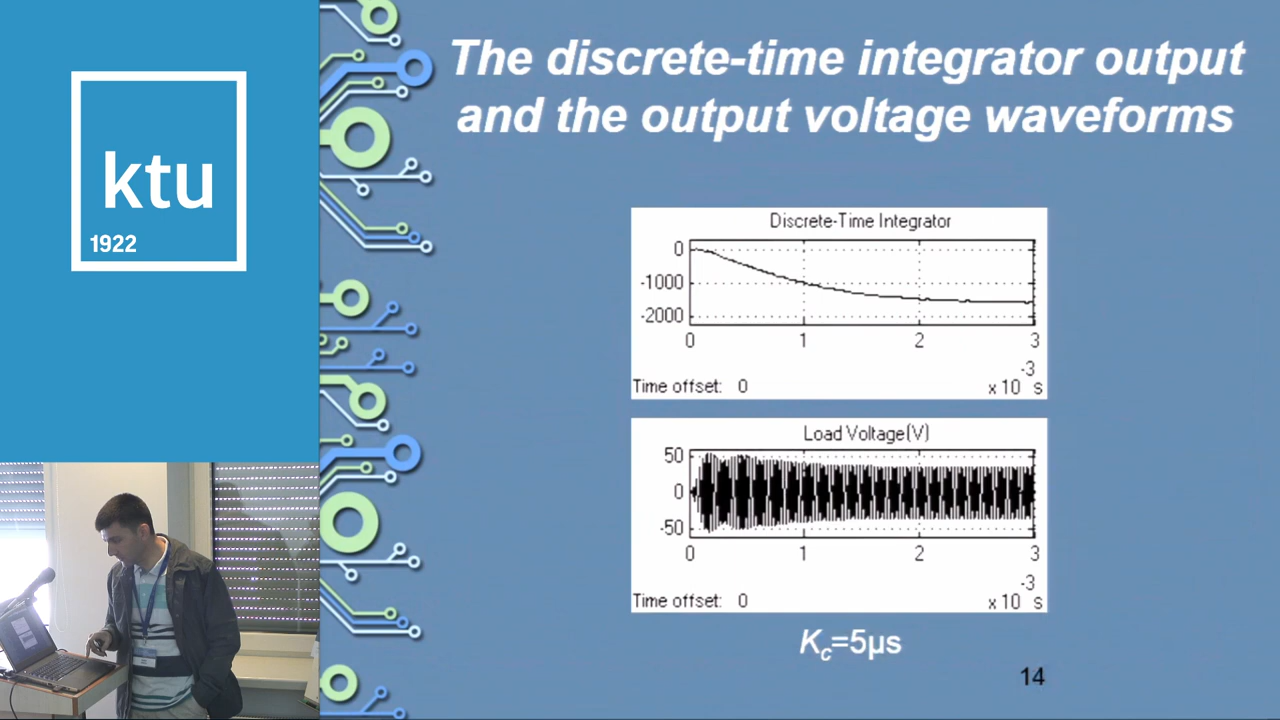 ktu
1922
The discrete-time integrator output
and the output voltage waveforms
Discrete-Time Integrator
0
-1000
-2000
0 1 2 3
-3
Time offset: 0 x 10 s
Load Voltage(V)
50
0
-50
0 1 2 3
-3
Time offset: 0 x 10 s
Kc=5µs
14